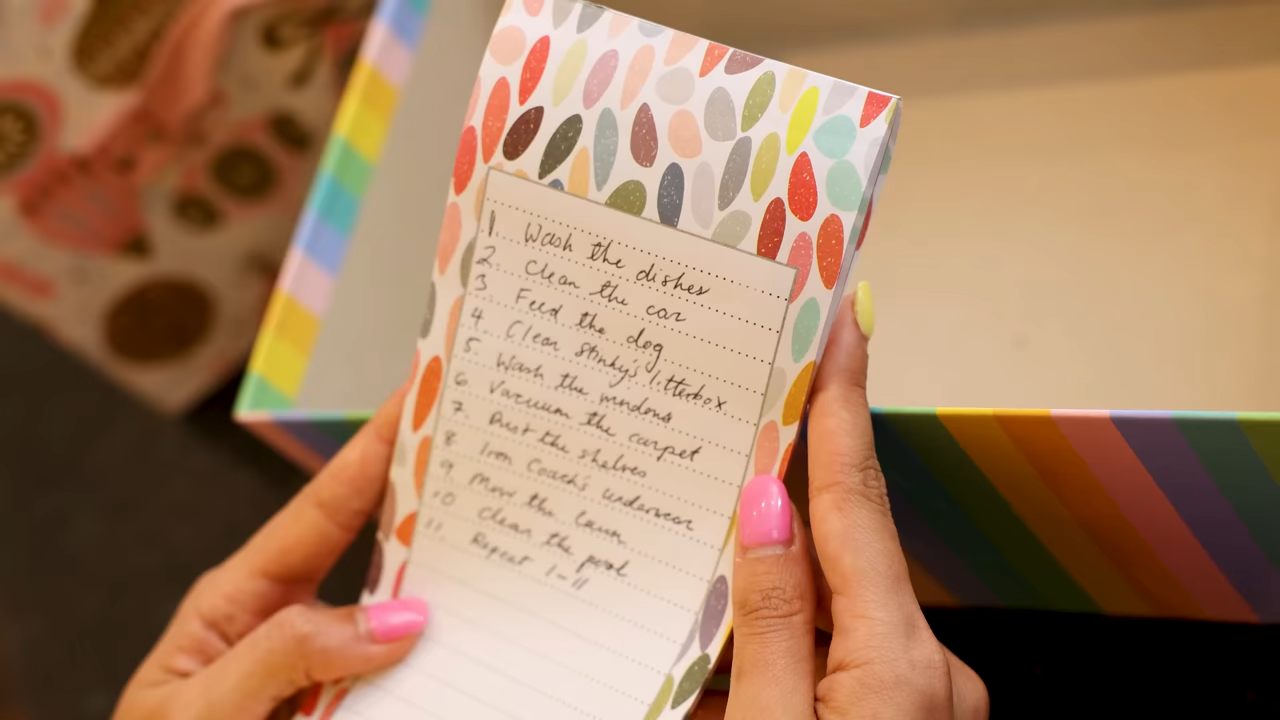 1. Wash the dishes
2. Clean the car
3 Feed the dog
4. Clean Stinky's litterbox
5. Wash the windows
6 Vacuum the carpet
7. Dust the shelves
8 Iron Coach's underwear
9. Mow the lawn
10 Clean the pool
11. Repeat 1-11